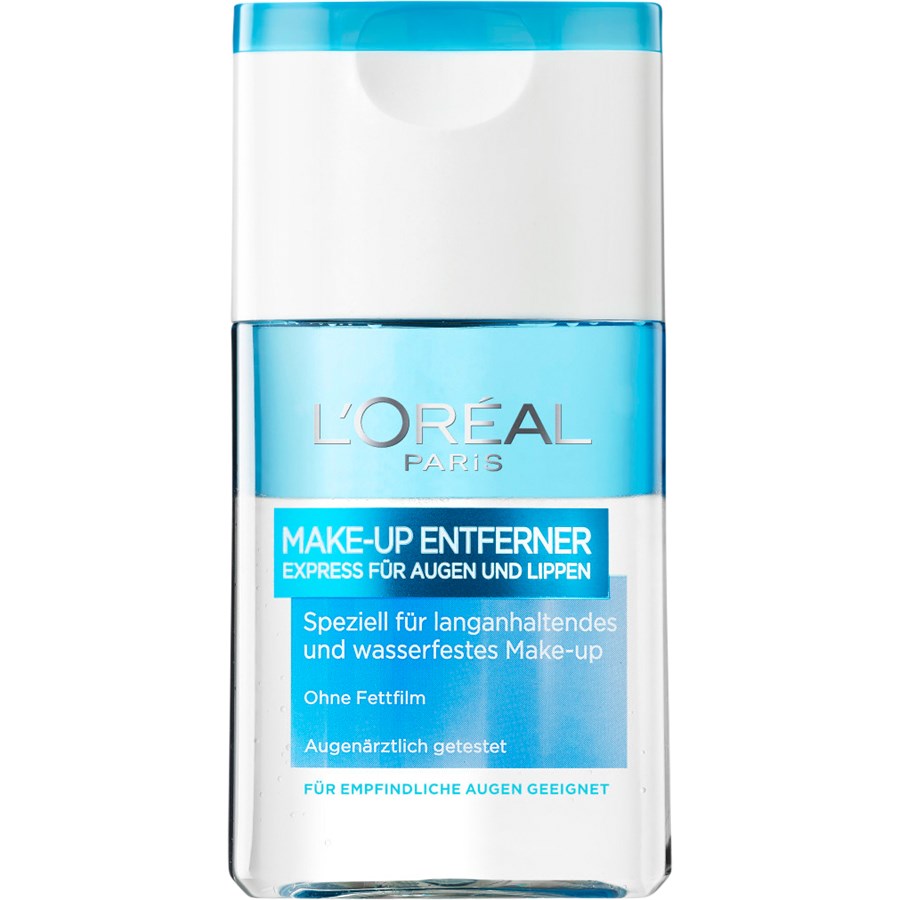 L'ORÉAL
PARiS
MAKE-UP ENTFERNER
EXPRESS FÜR AUGEN UND LIPPEN
Speziell für langanhaltendes
und wasserfestes Make-up
Ohne Fettfilm
Augenärztlich getestet
FÜR EMPFINDLICHE AUGEN GEEIGNET